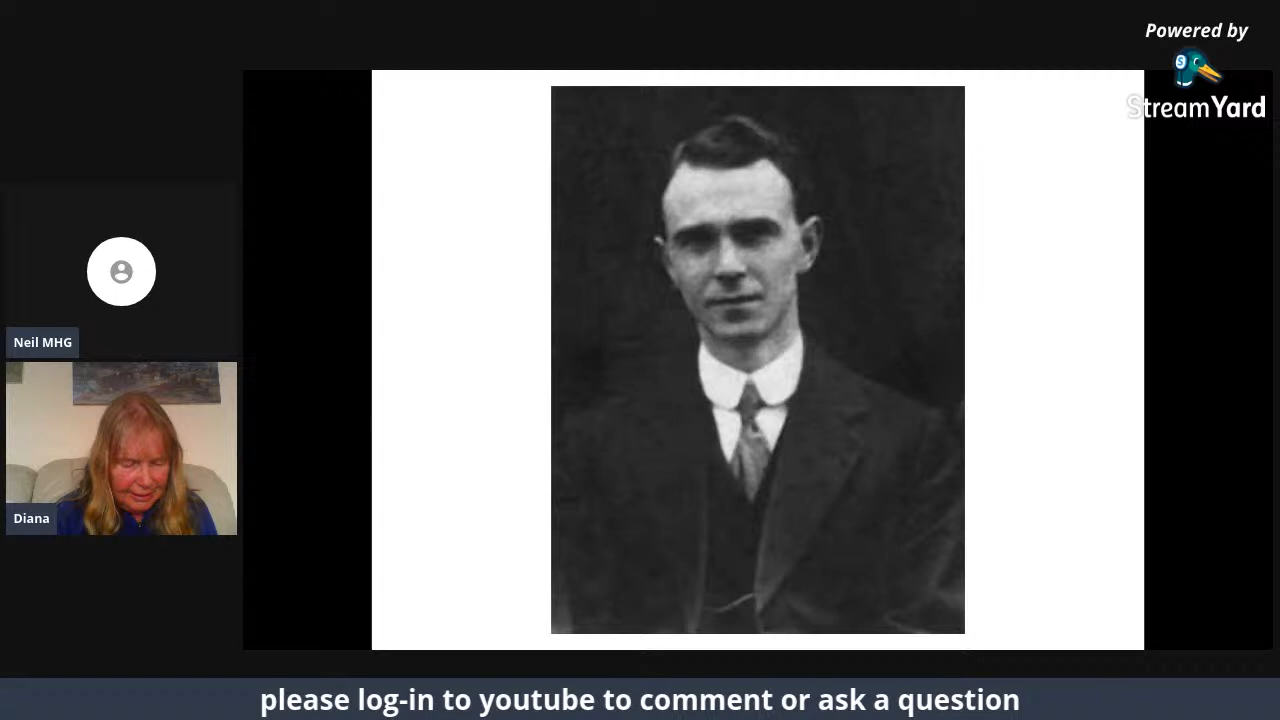 Powered by
StreamYard
Neil MHG
Diana
please log-in to youtube to comment or ask a question